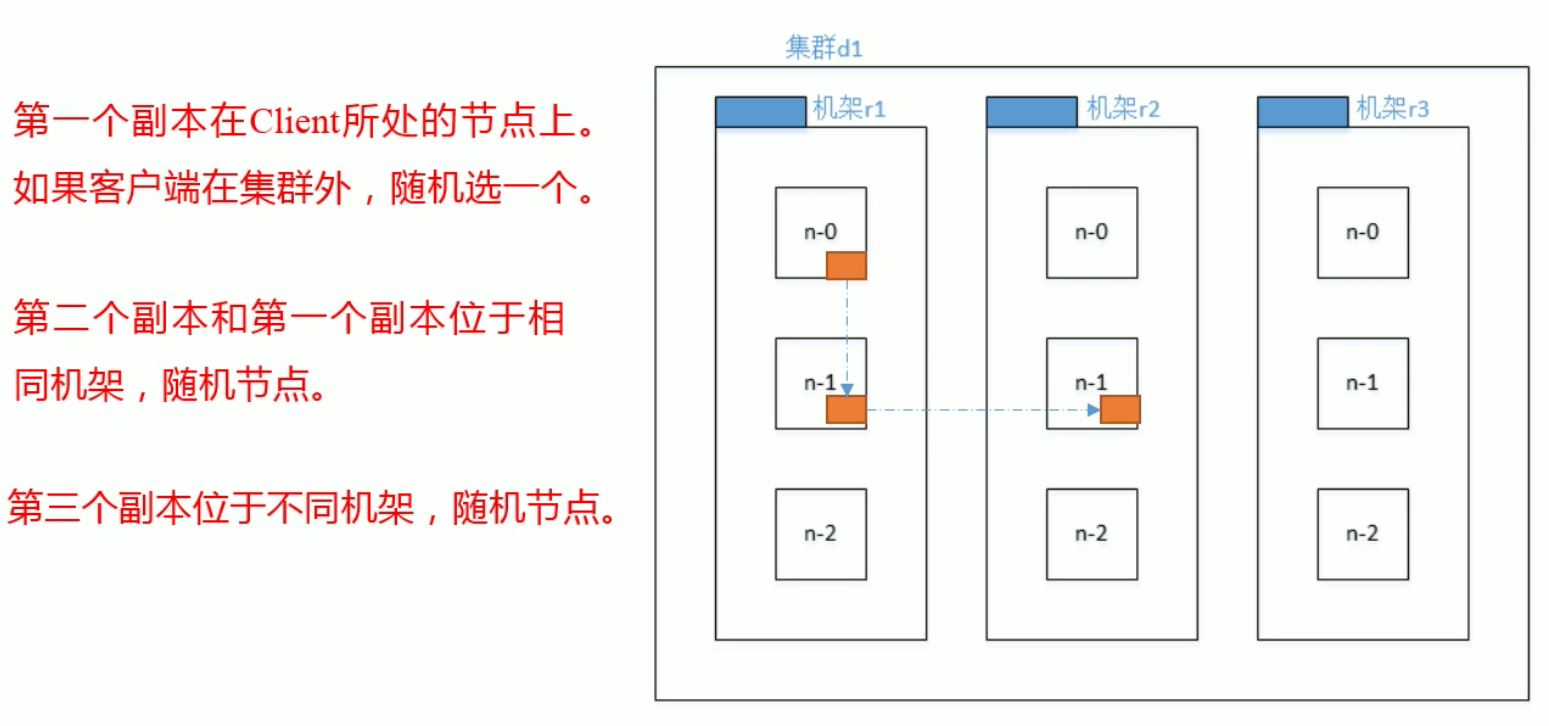 第一个副本在Client所处的节点上。
如果客户端在集群外，随机选一个。
第二个副本和第一个副本位于相
同机架，随机节点。
第三个副本位于不同机架，随机节点。
集群d1
机架r1
机架r2
机架r3
n-0
n-0
n-0
n-1
n-1
n-1
n-2
n-2
n-2